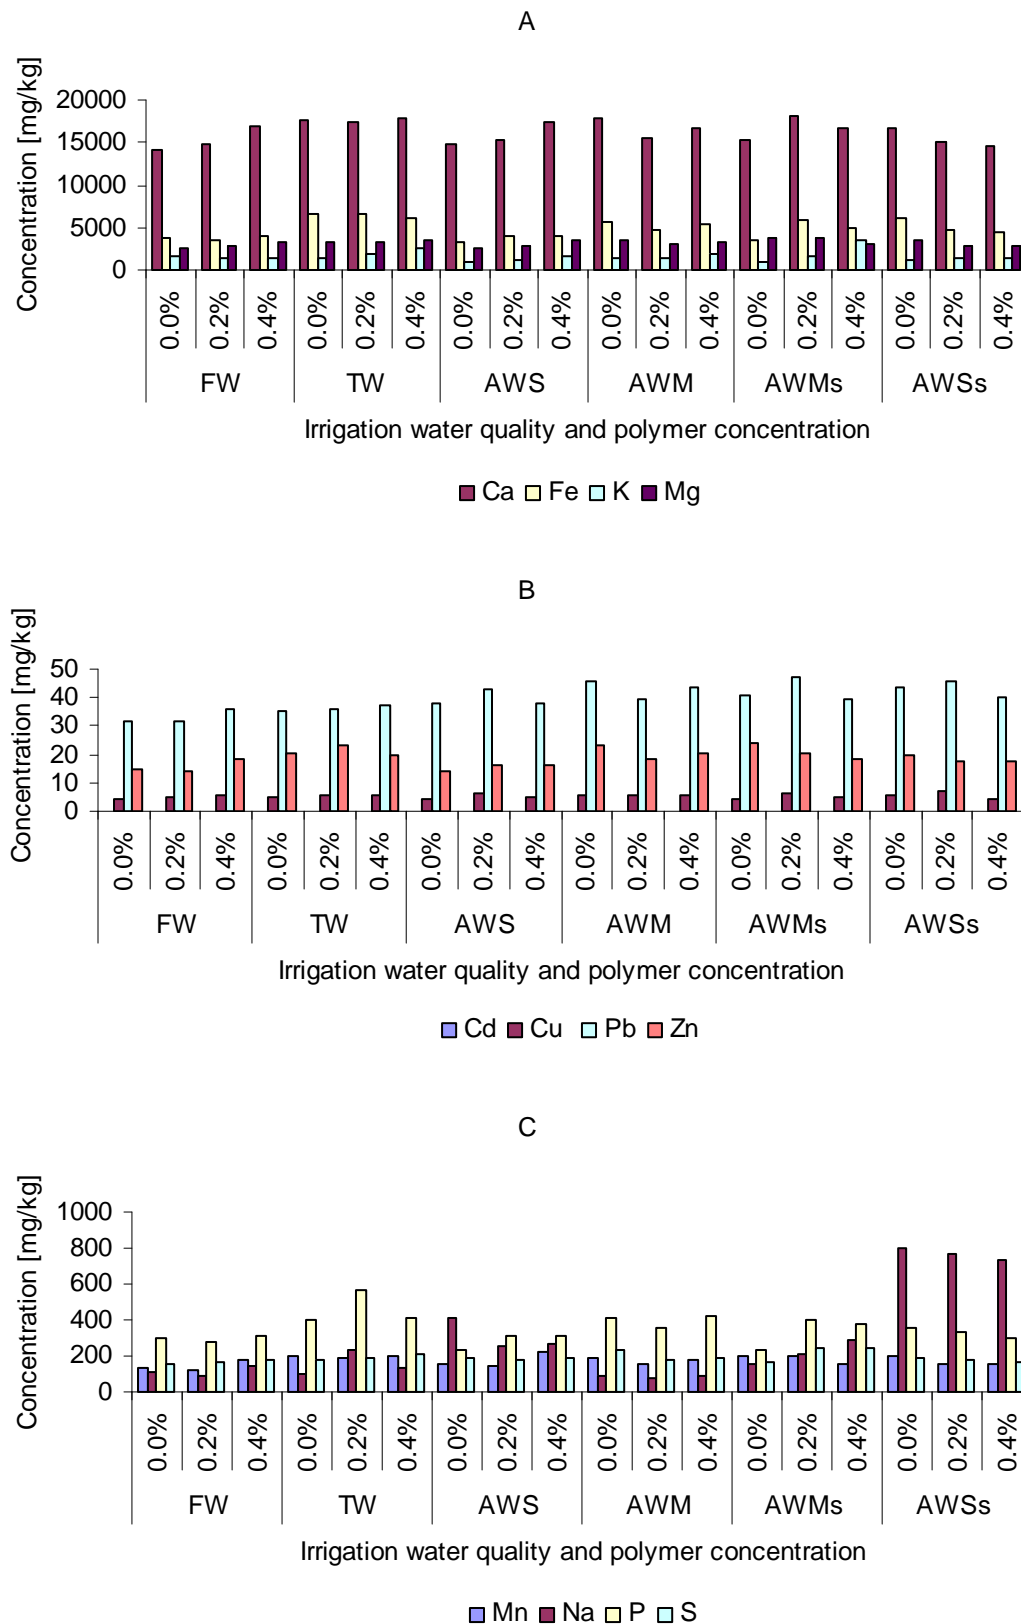 A
Concentration [mg/kg]
20000
15000
10000
5000
0
0.0% 0.2% 0.4% 0.0% 0.2% 0.4% 0.0% 0.2% 0.4% 0.0% 0.2% 0.4% 0.0% 0.2% 0.4% 0.0% 0.2% 0.4%
FW TW AWS AWM AWMs AWSs
Irrigation water quality and polymer concentration
Ca Fe K Mg
B
Concentration [mg/kg]
50
40
30
20
10
0
0.0% 0.2% 0.4% 0.0% 0.2% 0.4% 0.0% 0.2% 0.4% 0.0% 0.2% 0.4% 0.0% 0.2% 0.4% 0.0% 0.2% 0.4%
FW TW AWS AWM AWMs AWSs
Irrigation water quality and polymer concentration
Cd Cu Pb Zn
C
Concentration [mg/kg]
1000
800
600
400
200
0
0.0% 0.2% 0.4% 0.0% 0.2% 0.4% 0.0% 0.2% 0.4% 0.0% 0.2% 0.4% 0.0% 0.2% 0.4% 0.0% 0.2% 0.4%
FW TW AWS AWM AWMs AWSs
Irrigation water quality and polymer concentration
Mn Na P S